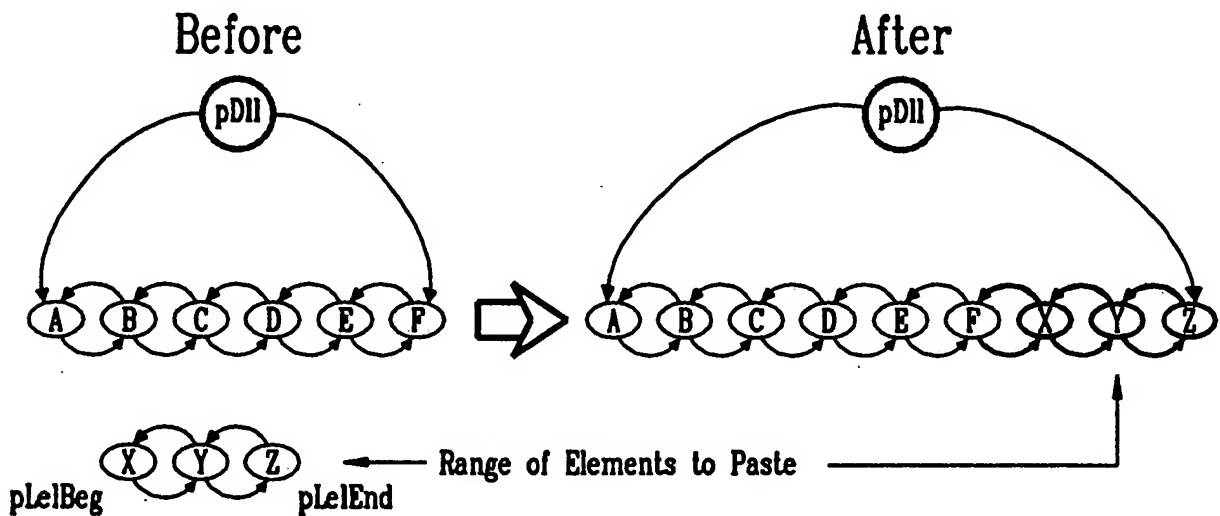 Before After
pDll pDll
A B C D E F A B C D E F X Y Z
X Y Z Range of Elements to Paste
pLelBeg pLelEnd